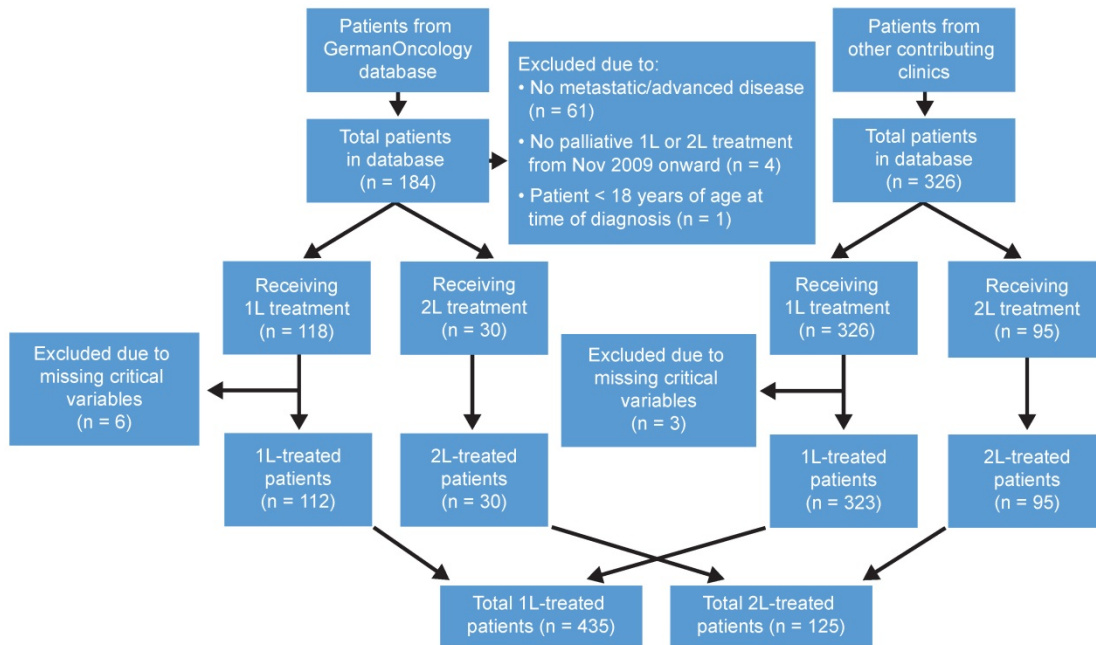 Patients from
GermanOncology
database
Patients from
other contributing
clinics
Excluded due to:
• No metastatic/advanced disease
(n = 61)
• No palliative 1L or 2L treatment
from Nov 2009 onward (n = 4)
• Patient < 18 years of age at
time of diagnosis (n = 1)
Total patients
in database
(n = 184)
Total patients
in database
(n = 326)
Receiving
1L treatment
(n = 118)
Receiving
2L treatment
(n = 30)
Receiving
1L treatment
(n = 326)
Receiving
2L treatment
(n = 95)
Excluded due to
missing critical
variables
(n = 6)
Excluded due to
missing critical
variables
(n = 3)
1L-treated
patients
(n = 112)
2L-treated
patients
(n = 30)
1L-treated
patients
(n = 323)
2L-treated
patients
(n = 95)
Total 1L-treated
patients (n = 435)
Total 2L-treated
patients (n = 125)